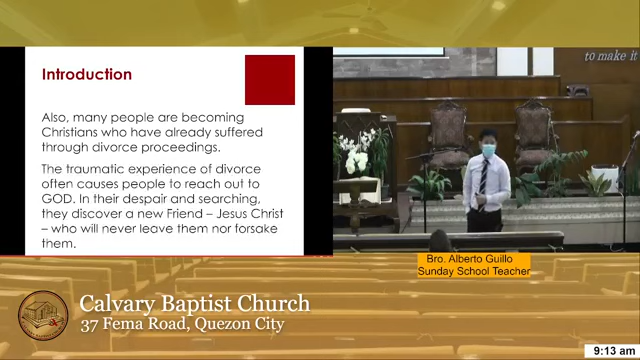 Introduction
Also, many people are becoming
Christians who have already suffered
through divorce proceedings.
The traumatic experience of divorce
often causes people to reach out to
GOD. In their despair and searching,
they discover a new Friend – Jesus Christ
– who will never leave them nor forsake
them.
to make it
Bro. Alberto Guillo
Sunday School Teacher
Calvary Baptist Church
37 Fema Road, Quezon City
9:13 am